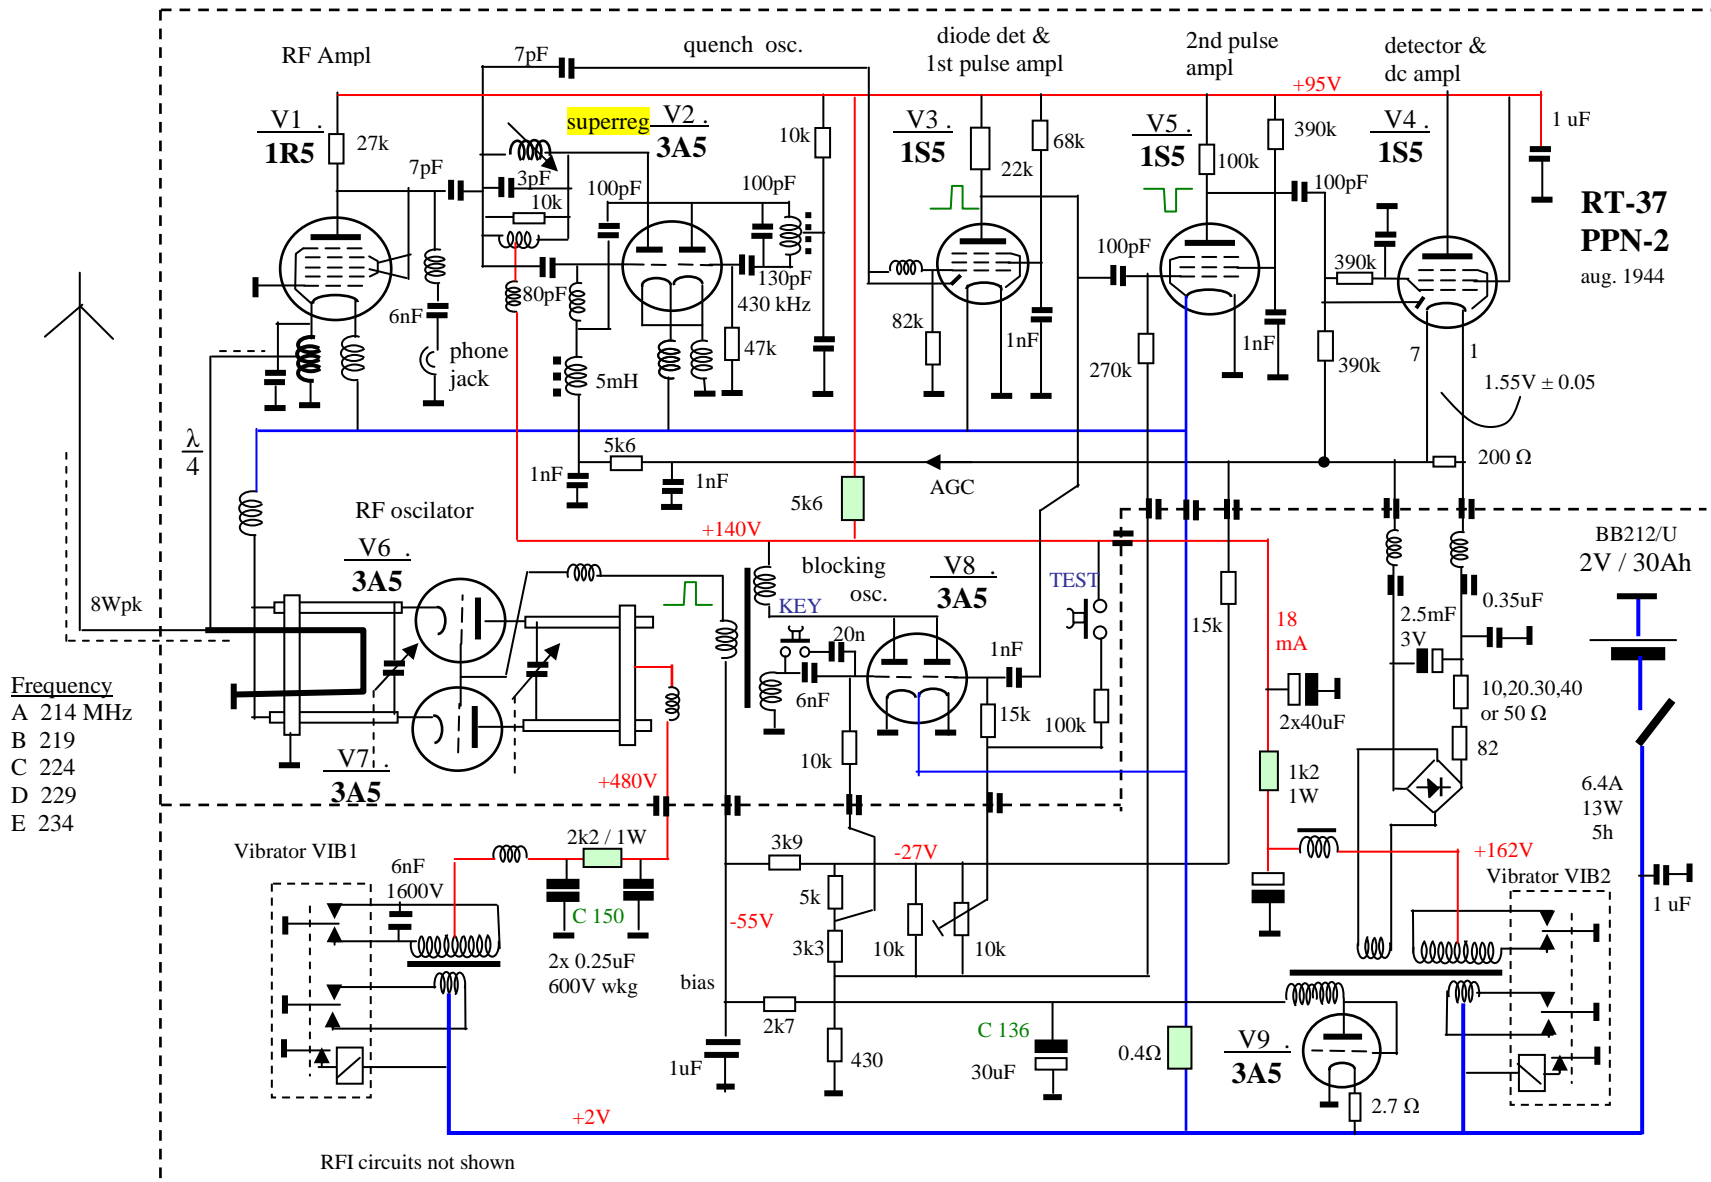 RF Ampl
7pF
quench osc.
diode det &
1st pulse ampl
2nd pulse
ampl
detector &
dc ampl
+95V
V1 .
1R5
27k
7pF
superreg
V2 .
3A5
3pF
10k
100pF
100pF
10k
130pF
430 kHz
80pF
47k
5mH
6nF
phone
jack
V3 .
1S5
22k
68k
82k
1nF
V5 .
1S5
100k
390k
100pF
100pF
270k
1nF
V4 .
1S5
390k
390k
1 uF
RT-37
PPN-2
aug. 1944
7
1
1.55V ± 0.05
200 Ω
λ
4
5k6
1nF
1nF
AGC
5k6
+140V
RF oscilator
V6 .
3A5
V7 .
3A5
8Wpk
Frequency
A 214 MHz
B 219
C 224
D 229
E 234
blocking
osc.
KEY
20n
6nF
V8 .
3A5
TEST
1nF
15k
100k
10k
15k
18
mA
2x40uF
1k2
1W
BB212/U
2V / 30Ah
0.35uF
2.5mF
3V
10,20.30,40
or 50 Ω
82
6.4A
13W
5h
1 uF
+480V
2k2 / 1W
Vibrator VIB1
6nF
1600V
C 150
2x 0.25uF
600V wkg
3k9
-27V
5k
-55V
3k3
10k
10k
bias
2k7
1uF
430
C 136
30uF
0.4Ω
V9 .
3A5
2.7 Ω
+162V
Vibrator VIB2
+2V
RFI circuits not shown